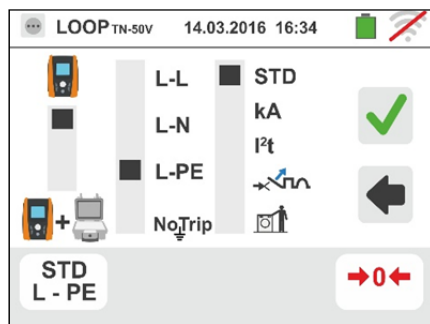 LOOP TN-50V 14.03.2016 16:34
L-L STD
L-N kA
I²t
L-PE
+ NoTrip
STD
L - PE
→0←